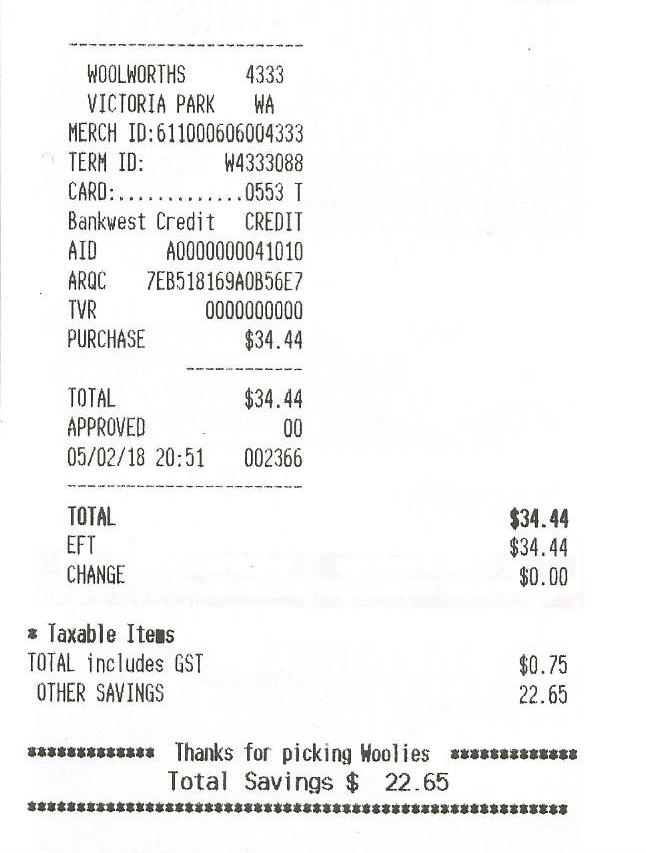 ------------------------
WOOLWORTHS 4333
VICTORIA PARK WA
MERCH ID:611000606004333
TERM ID: W4333088
CARD:.............0553 T
Bankwest Credit CREDIT
AID A0000000041010
ARQC 7EB518169A0B56E7
TVR 0000000000
PURCHASE $34.44
------------
TOTAL $34.44
APPROVED 00
05/02/18 20:51 002366
------------------------
TOTAL $34.44
EFT $34.44
CHANGE $0.00
* Taxable Items
TOTAL includes GST $0.75
OTHER SAVINGS 22.65
************* Thanks for picking Woolies *************
Total Savings $ 22.65
******************************************************